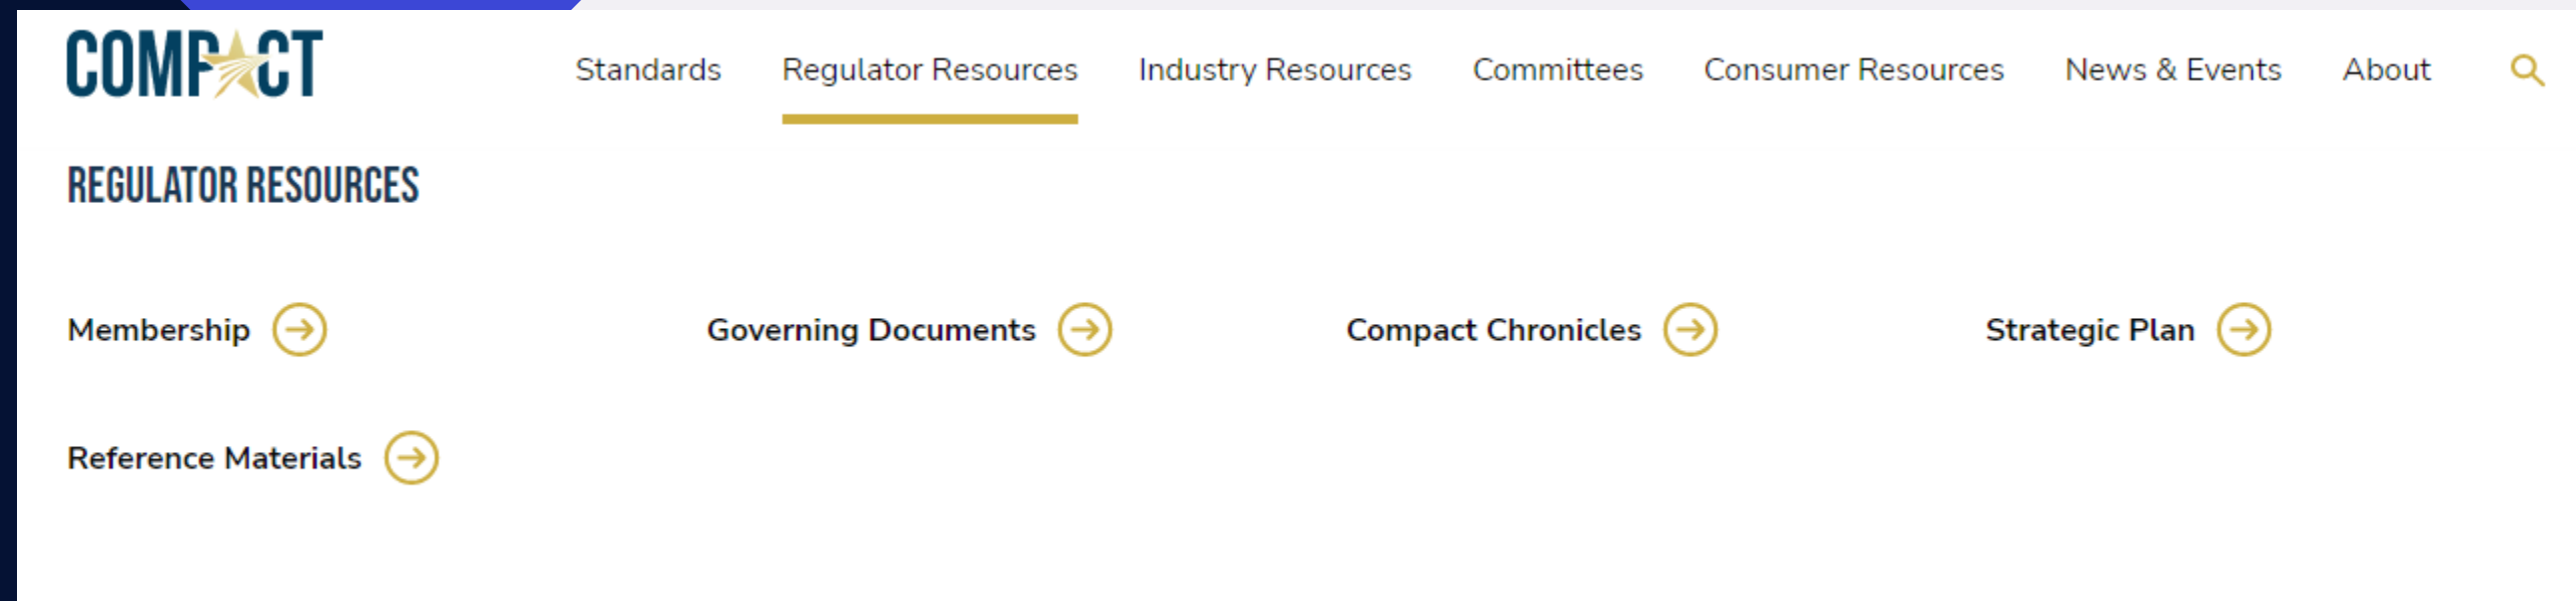 COMPACT
Standards Regulator Resources Industry Resources Committees Consumer Resources News & Events About
REGULATOR RESOURCES
Membership Governing Documents Compact Chronicles Strategic Plan
Reference Materials